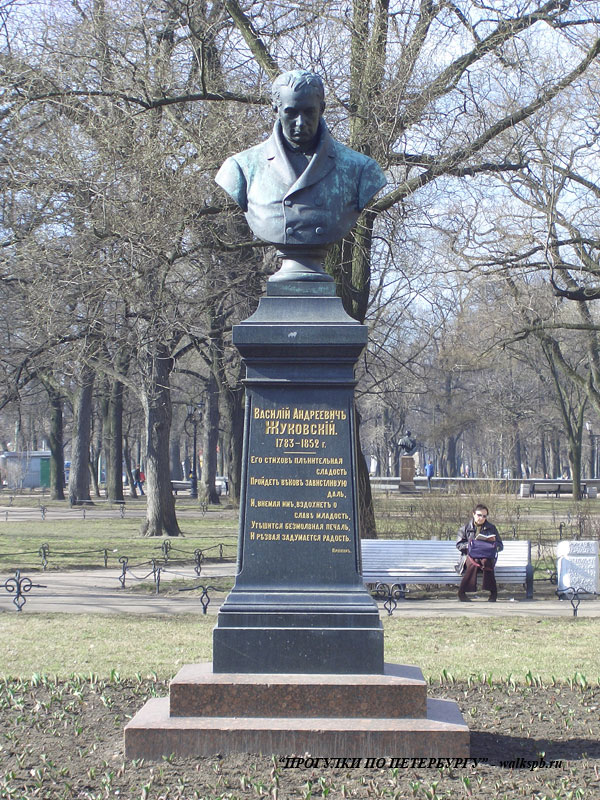 Василій Андреевичъ
Жуковскій.
1783-1852 г.
Его стиховъ плѣнительная
сладость
Пройдетъ вѣковъ завистливую
даль,
И, внемля имъ, вздохнетъ о
славѣ младость,
Утѣшится безмолвная печаль,
И рѣзвая задумается радость.
Пушкинъ.
"ПРОГУЛКИ ПО ПЕТЕРБУРГУ" - walkspb.ru